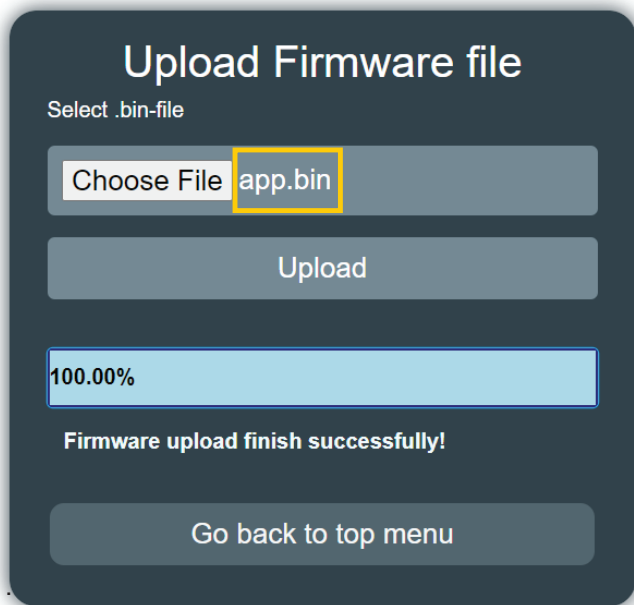 Upload Firmware file
Select .bin-file
Choose File app.bin
Upload
100.00%
Firmware upload finish successfully!
Go back to top menu
.